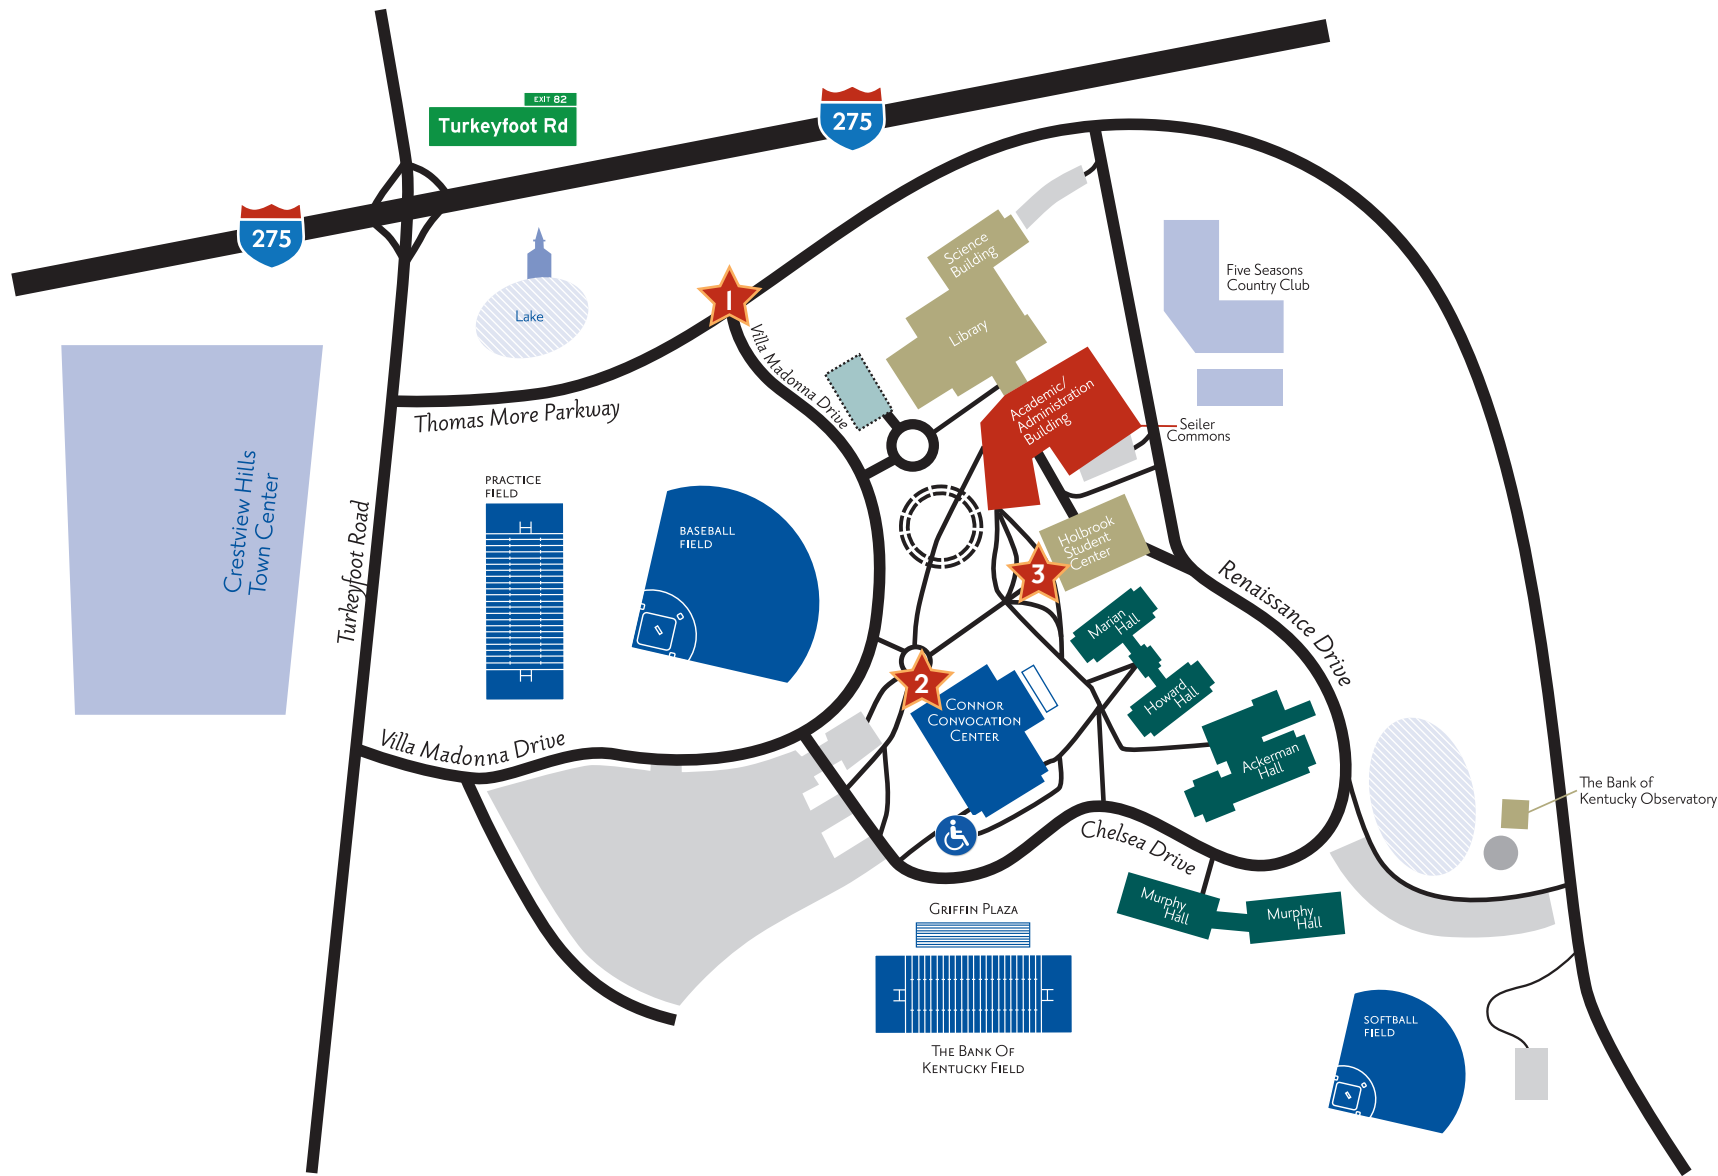 EXIT 82
Turkeyfoot Rd
275
275
Lake
1
Villa Madonna Drive
Thomas More Parkway
Science
Building
Library
Academic/
Administration
Building
Seiler
Commons
Five Seasons
Country Club
Crestview Hills
Town Center
Turkeyfoot Road
PRACTICE
FIELD
BASEBALL
FIELD
Holbrook
Student
Center
3
Renaissance Drive
Marian
Hall
Howard
Hall
2
CONNOR
CONVOCATION
CENTER
Villa Madonna Drive
Ackerman
Hall
The Bank of
Kentucky Observatory
Chelsea Drive
Murphy
Hall
Murphy
Hall
GRIFFIN PLAZA
THE BANK OF
KENTUCKY FIELD
SOFTBALL
FIELD